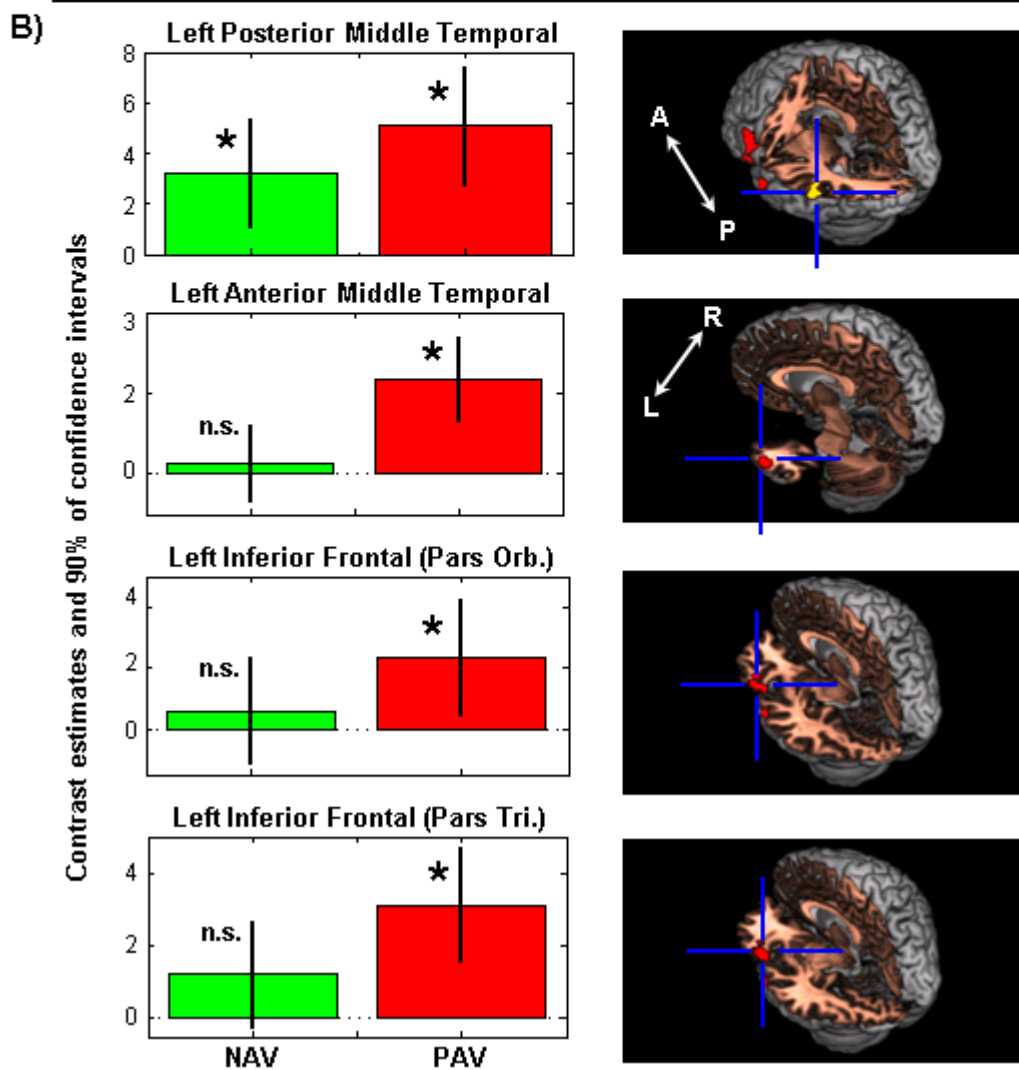 B)
Contrast estimates and 90% of confidence intervals
Left Posterior Middle Temporal
8
6
4
2
0
*
*
A
P
Left Anterior Middle Temporal
3
2
0
n.s.
*
R
L
Left Inferior Frontal (Pars Orb.)
4
2
0
n.s.
*
Left Inferior Frontal (Pars Tri.)
4
2
0
n.s.
*
NAV
PAV